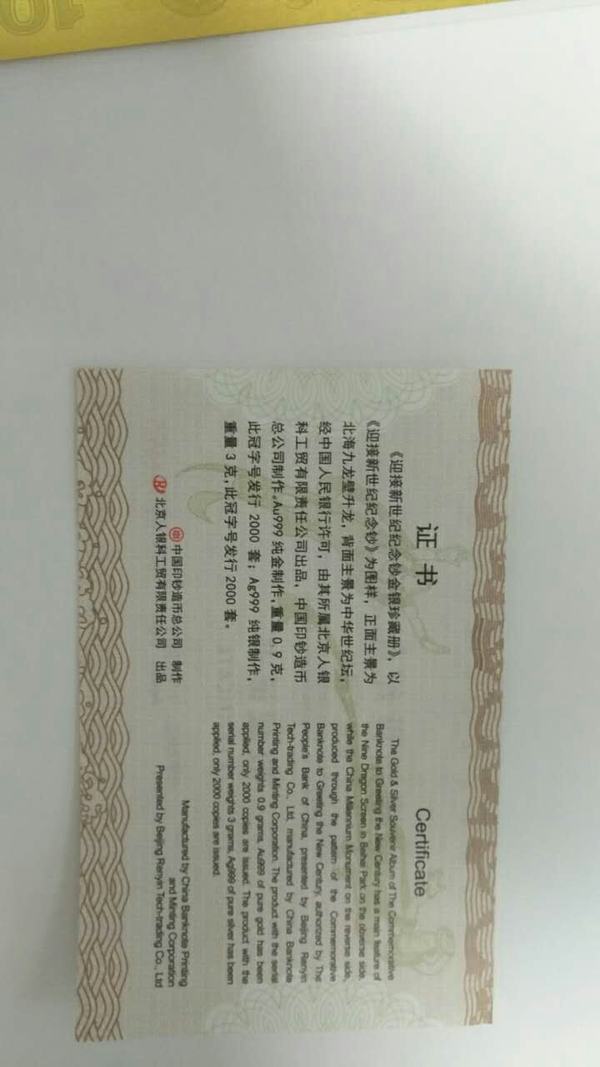 10
证书
《迎接新世纪纪念钞金银珍藏册》，以
《迎接新世纪纪念钞》为图样，正面主景为
北海九龙壁升龙，背面主景为中华世纪坛，
经中国人民银行许可，由其所属北京人银
科工贸有限责任公司出品，中国印钞造币
总公司制作。Au999 纯金制作，重量 0.9 克，
此冠字号发行 2000 套；Ag999 纯银制作，
重量 3 克，此冠字号发行 2000 套。
中国印钞造币总公司 制作
北京人银科工贸有限责任公司 出品
Certificate
The Gold & Silver Souvenir Album of The Commemorative
Banknote to Greeting the New Century has a main feature of
the Nine Dragon Screen in Beihai Park on the obverse side,
while the China Millennium Monument on the reverse side,
produced through the pattern of the Commemorative
Banknote to Greeting the New Century, authorized by The
People's Bank of China, presented by Beijing Renyin
Tech-trading Co., Ltd, manufactured by China Banknote
Printing and Minting Corporation. The product with the serial
number weights 0.9 grams, Au999 of pure gold has been
applied, only 2000 copies are issued. The product with the
serial number weights 3 grams, Ag999 of pure silver has been
applied, only 2000 copies are issued.
Manufactured by China Banknote Printing
and Minting Corporation
Presented by Beijing Renyin Tech-trading Co., Ltd